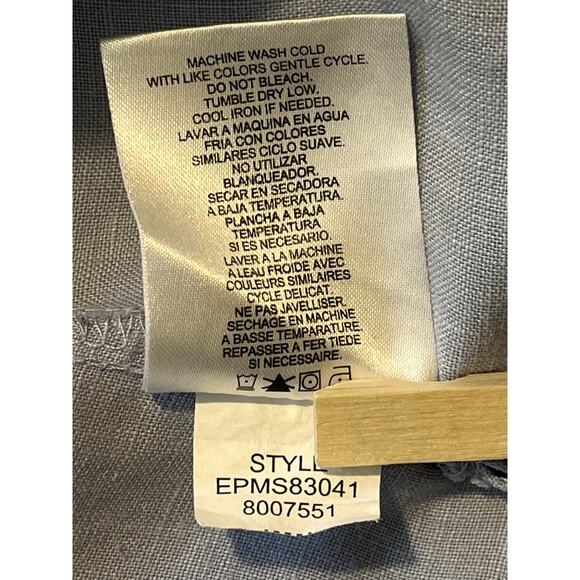 MACHINE WASH COLD
WITH LIKE COLORS GENTLE CYCLE.
DO NOT BLEACH.
TUMBLE DRY LOW.
COOL IRON IF NEEDED.
LAVAR A MAQUINA EN AGUA
FRIA CON COLORES
SIMILARES CICLO SUAVE.
NO UTILIZAR
BLANQUEADOR.
SECAR EN SECADORA
A BAJA TEMPERATURA.
PLANCHA A BAJA
TEMPERATURA
SI ES NECESARIO.
LAVER A LA MACHINE
A LEAU FROIDE AVEC
COULEURS SIMILAIRES
CYCLE DELICAT.
NE PAS JAVELLISER.
SECHAGE EN MACHINE
A BASSE TEMPARATURE.
REPASSER A FER TIEDE
SI NECESSAIRE.
STYLE
EPMS83041
8007551